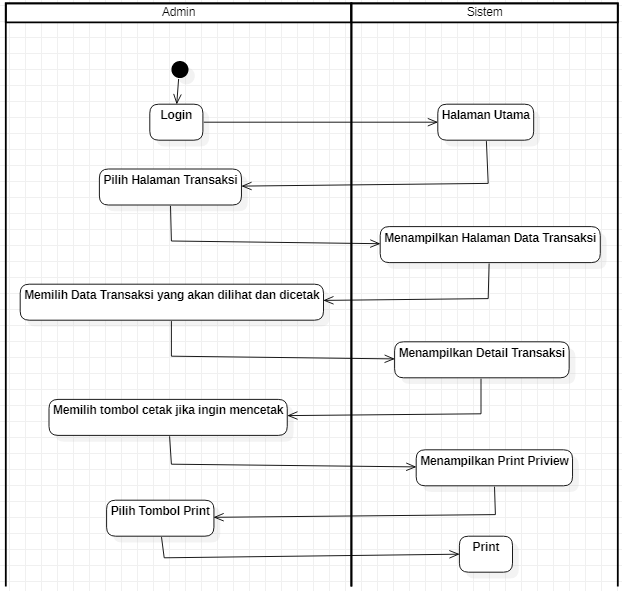 Admin
Sistem
Login
Halaman Utama
Pilih Halaman Transaksi
Menampilkan Halaman Data Transaksi
Memilih Data Transaksi yang akan dilihat dan dicetak
Menampilkan Detail Transaksi
Memilih tombol cetak jika ingin mencetak
Menampilkan Print Priview
Pilih Tombol Print
Print